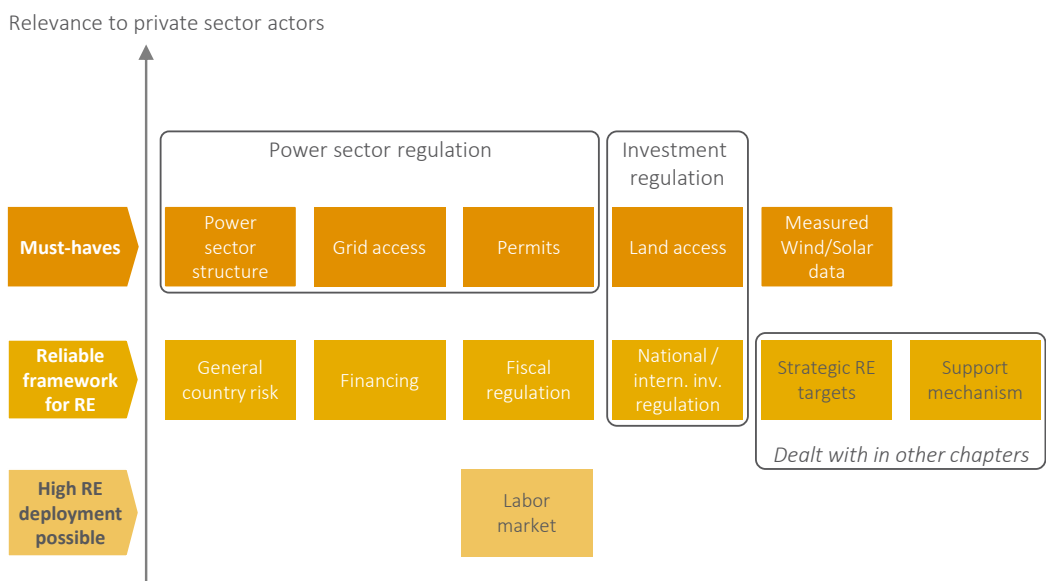 Relevance to private sector actors
Power sector regulation
Investment
regulation
Must-haves
Power
sector
structure
Grid access
Permits
Land access
Measured
Wind/Solar
data
Reliable
framework
for RE
General
country risk
Financing
Fiscal
regulation
National /
intern. inv.
regulation
Strategic RE
targets
Support
mechanism
Dealt with in other chapters
High RE
deployment
possible
Labor
market